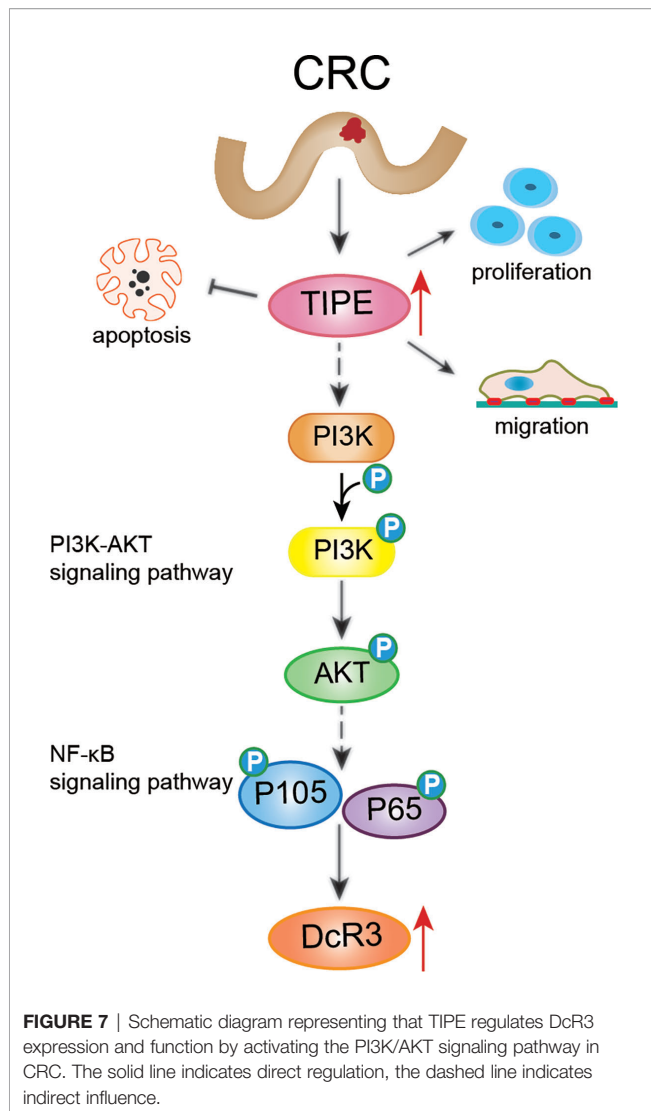 CRC
proliferation
TIPE
apoptosis
migration
PI3K
P
P
PI3K-AKT
signaling pathway
PI3K
P
AKT
NF-κB
signaling pathway
P
P105
P
P65
DcR3
FIGURE 7 | Schematic diagram representing that TIPE regulates DcR3
expression and function by activating the PI3K/AKT signaling pathway in
CRC. The solid line indicates direct regulation, the dashed line indicates
indirect influence.